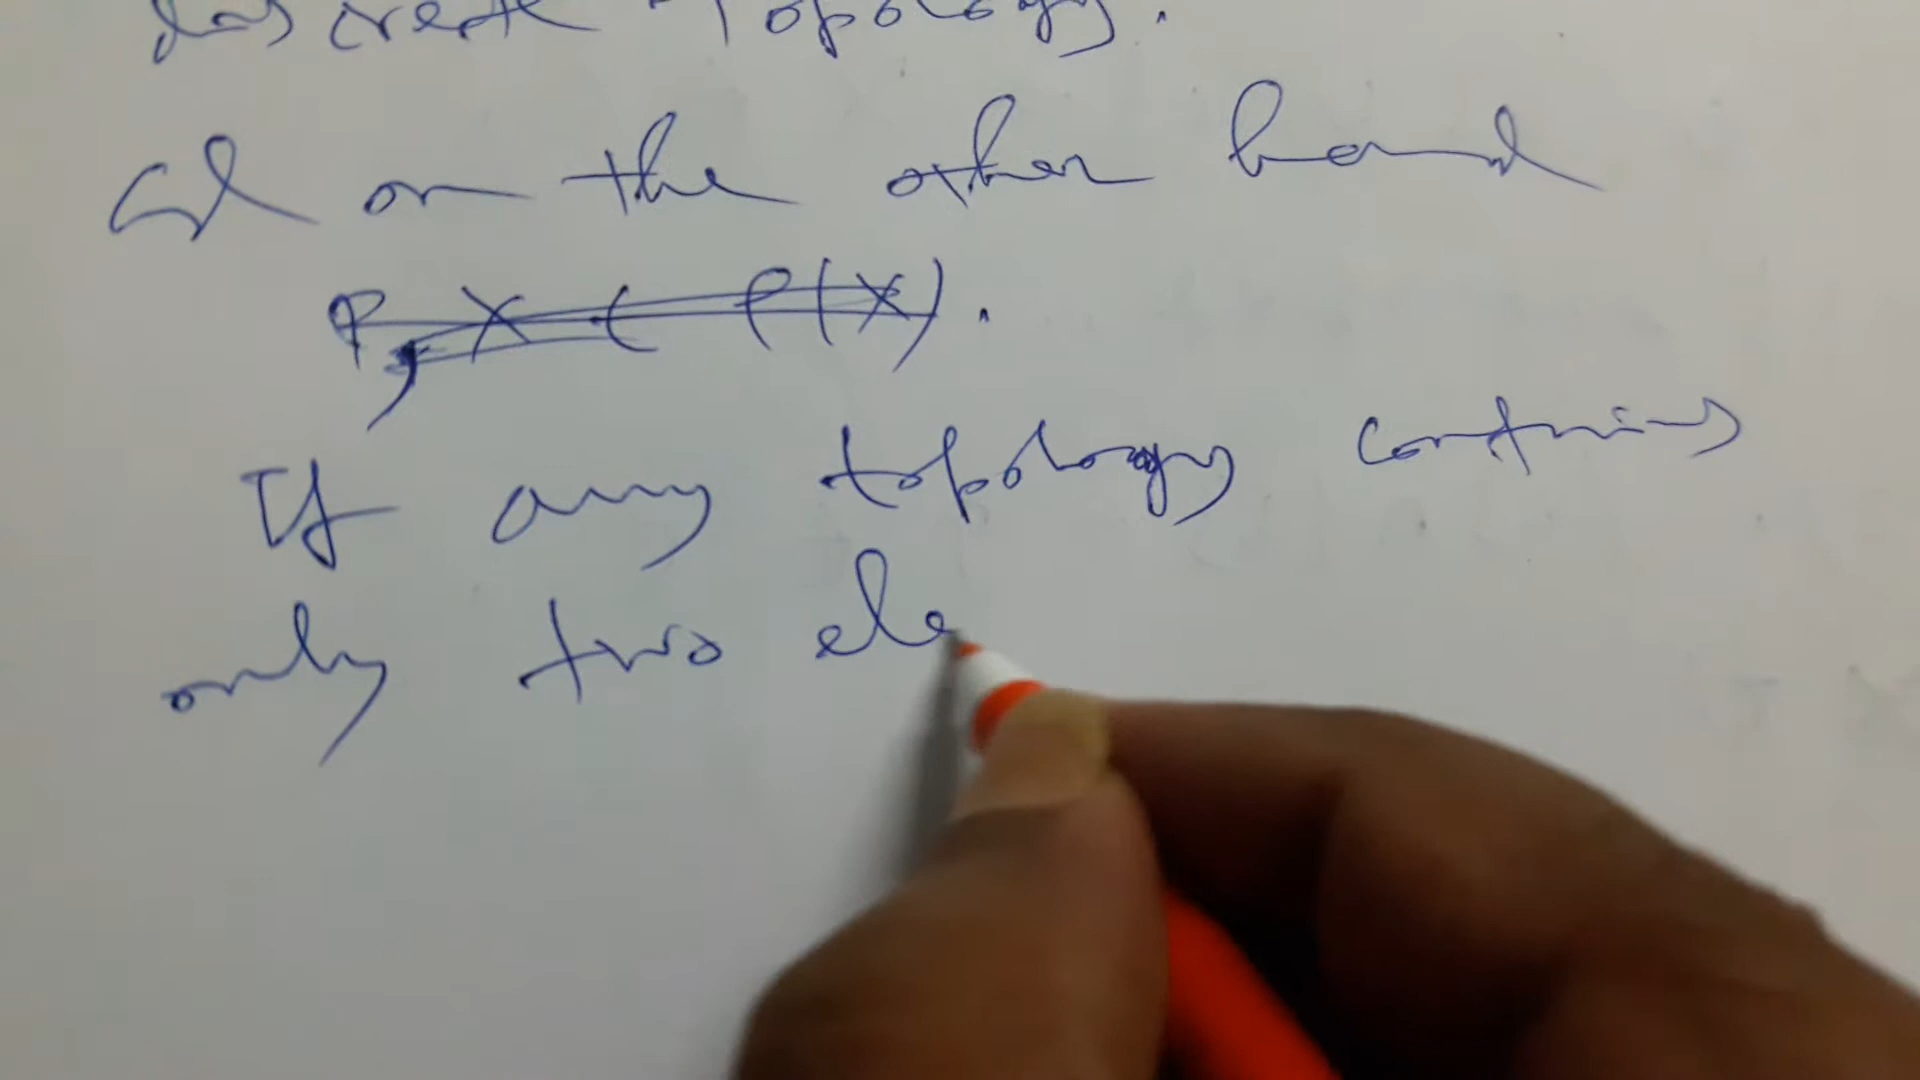 discrete Topology.
And on the other hand
P, X ⊂ P(X).
If any topology contains
only two ele